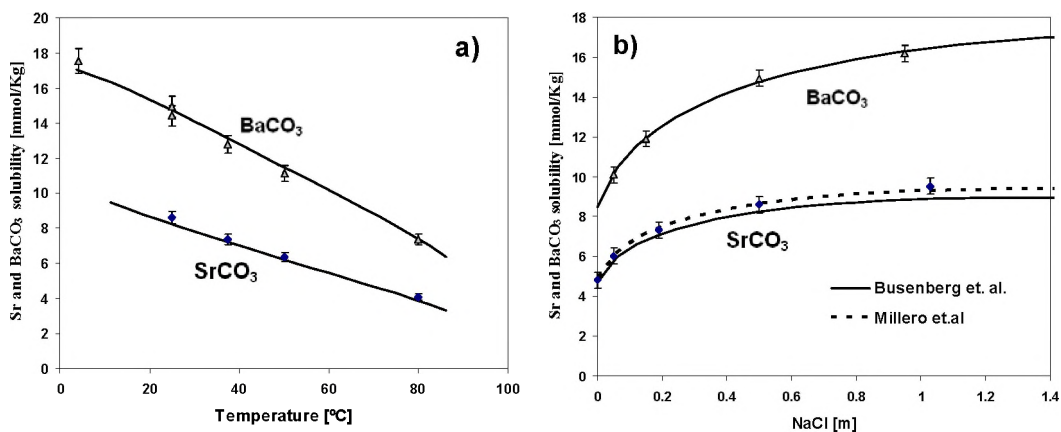 a)
Sr and BaCO₃ solubility [mmol/Kg]
20
18
16
14
12
10
8
6
4
2
0
BaCO₃
SrCO₃
0 20 40 60 80 100
Temperature [ºC]
b)
Sr and BaCO₃ solubility [mmol/Kg]
18
16
14
12
10
8
6
4
2
0
BaCO₃
SrCO₃
Busenberg et. al.
Millero et.al
0 0.2 0.4 0.6 0.8 1 1.2 1.4
NaCl [m]